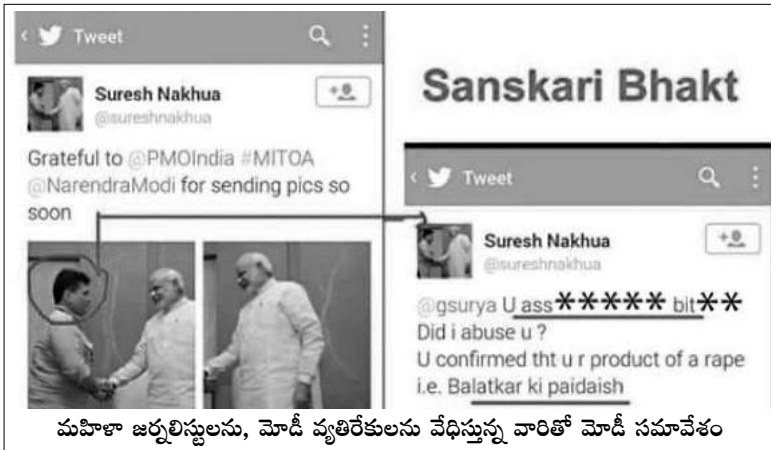 Tweet
Suresh Nakhua
@sureshnakhua
Grateful to @PMOIndia #MITOA
@NarendraModi for sending pics so
soon
Sanskari Bhakt
Tweet
Suresh Nakhua
@sureshnakhua
@gsurya U ass***** bit**
Did i abuse u ?
U confirmed tht u r product of a rape
i.e. Balatkar ki paidaish
మహిళా జర్నలిస్టులను, మోడీ వ్యతిరేకులను వేధిస్తున్న వారితో మోడీ సమావేశం